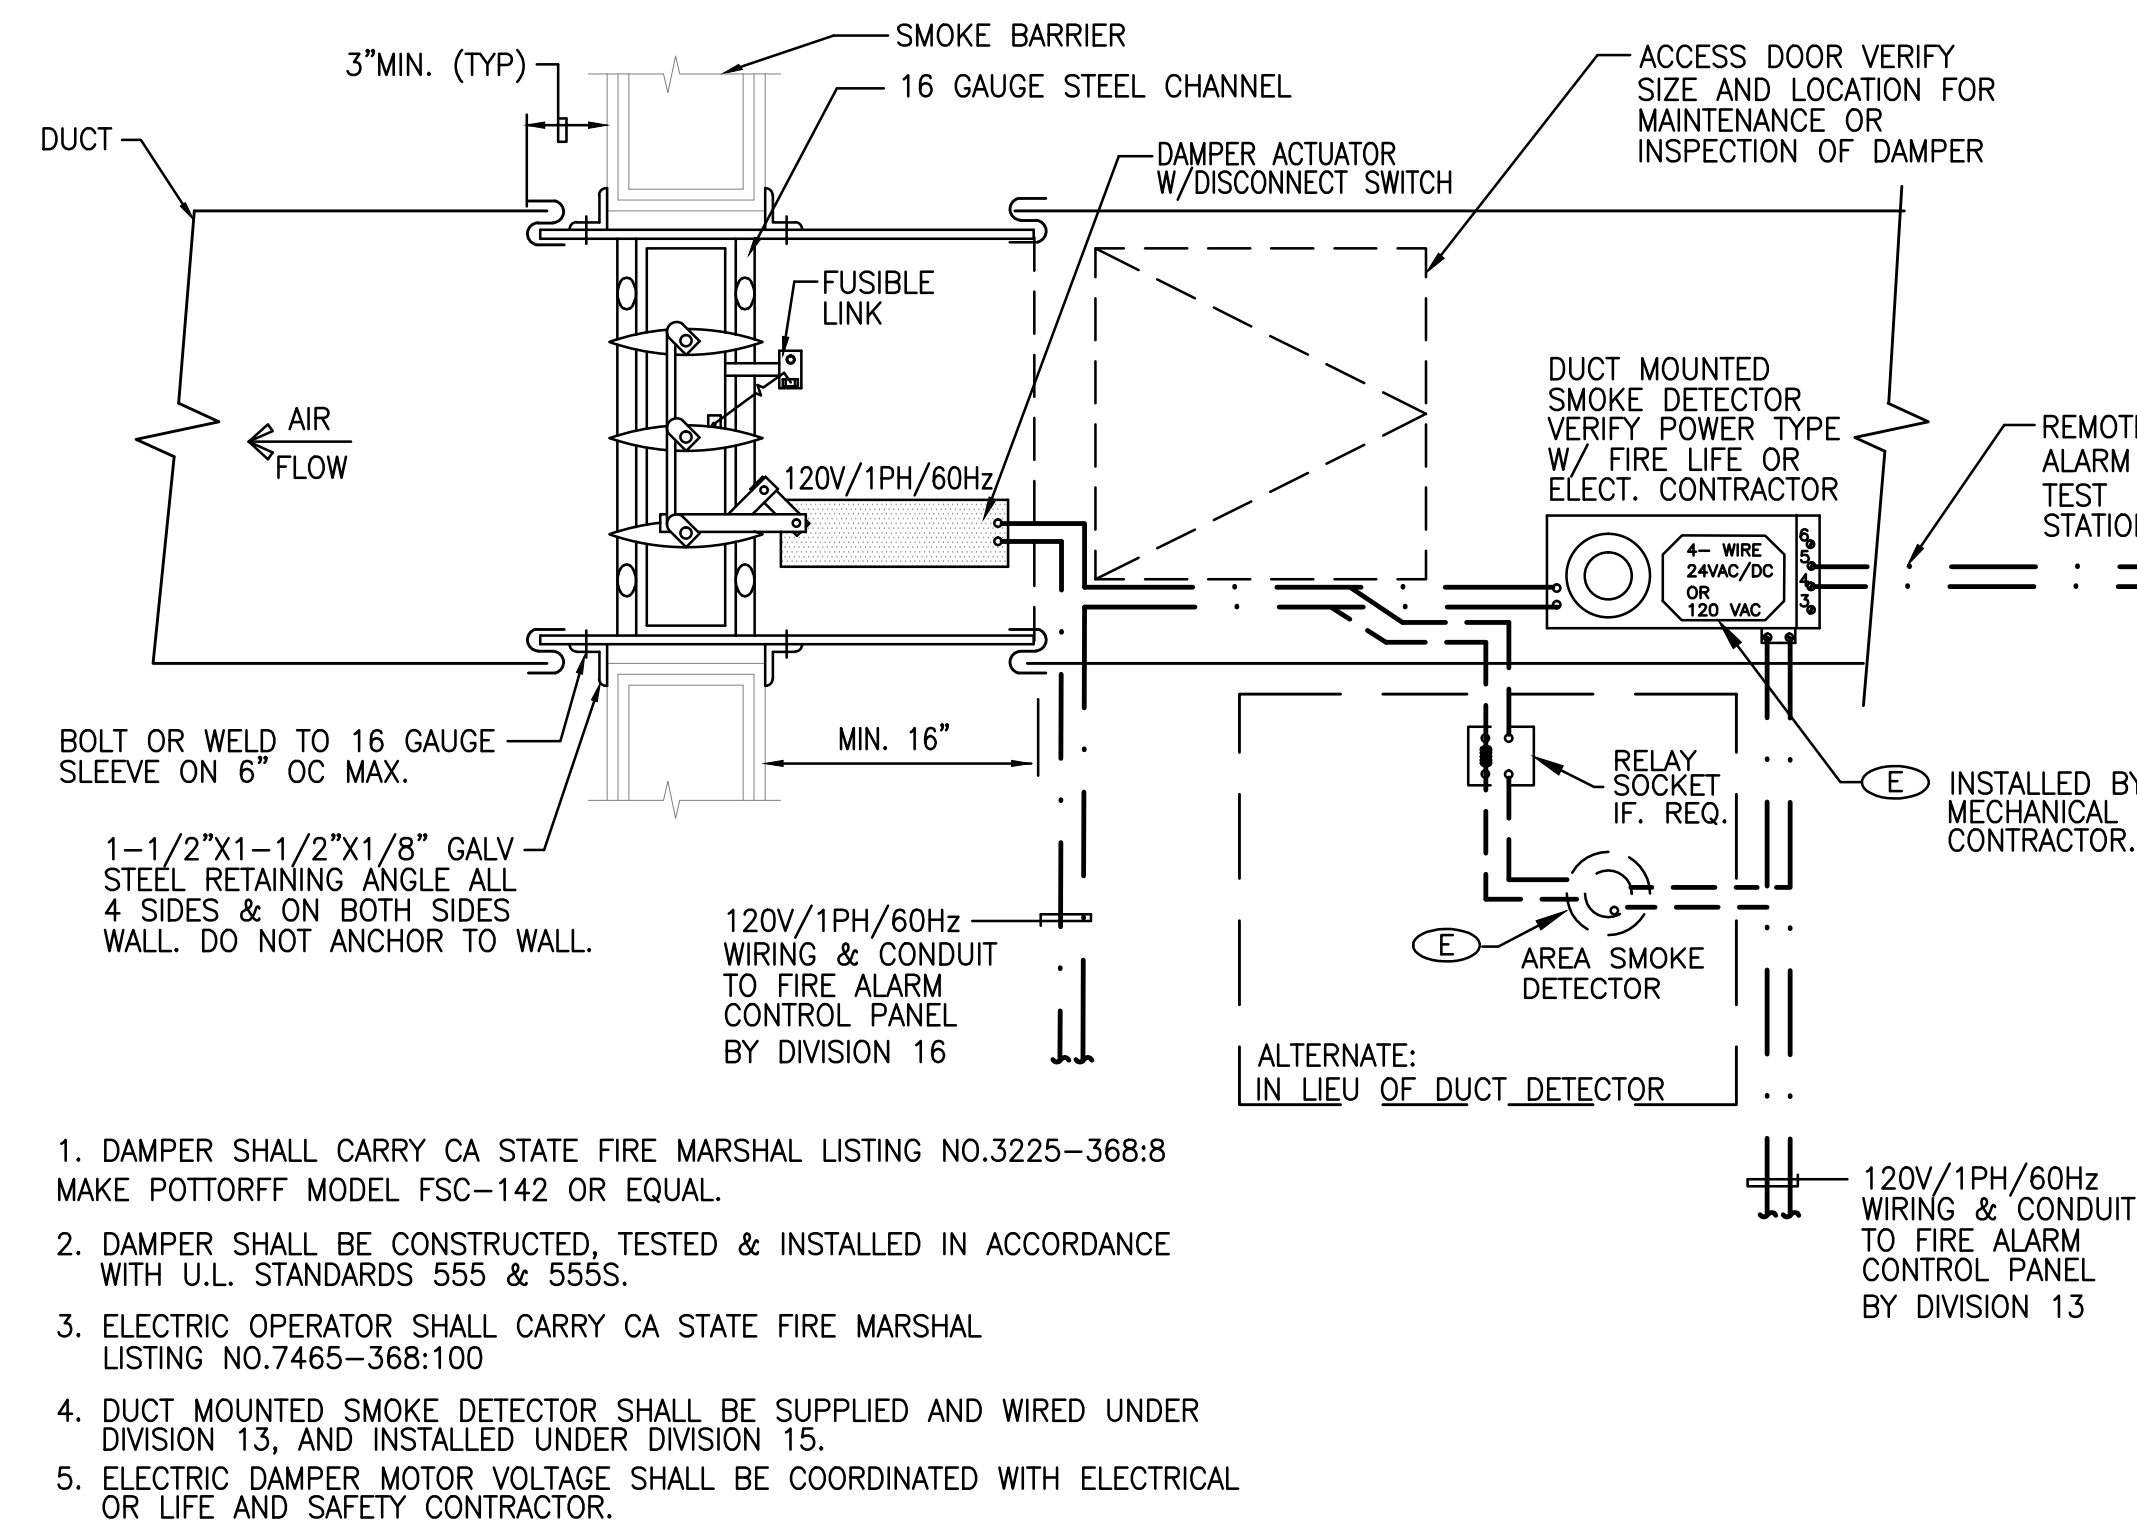 SMOKE BARRIER
3"MIN. (TYP)
16 GAUGE STEEL CHANNEL
DUCT
ACCESS DOOR VERIFY
SIZE AND LOCATION FOR
MAINTENANCE OR
INSPECTION OF DAMPER
DAMPER ACTUATOR
W/DISCONNECT SWITCH
FUSIBLE
LINK
AIR
FLOW
120V/1PH/60Hz
DUCT MOUNTED
SMOKE DETECTOR
VERIFY POWER TYPE
W/ FIRE LIFE OR
ELECT. CONTRACTOR
4- WIRE
24VAC/DC
OR
120 VAC
6
5
4
3
ALARM
TEST
BOLT OR WELD TO 16 GAUGE
SLEEVE ON 6" OC MAX.
MIN. 16"
1-1/2"X1-1/2"X1/8" GALV
STEEL RETAINING ANGLE ALL
4 SIDES & ON BOTH SIDES
WALL. DO NOT ANCHOR TO WALL.
RELAY
SOCKET
IF. REQ.
E
INSTALLED BY
MECHANICAL
CONTRACTOR.
120V/1PH/60Hz
WIRING & CONDUIT
TO FIRE ALARM
CONTROL PANEL
BY DIVISION 16
E
AREA SMOKE
DETECTOR
ALTERNATE:
IN LIEU OF DUCT DETECTOR
120V/1PH/60Hz
WIRING & CONDUIT
TO FIRE ALARM
CONTROL PANEL
BY DIVISION 13
1. DAMPER SHALL CARRY CA STATE FIRE MARSHAL LISTING NO.3225-368:8
MAKE POTTORFF MODEL FSC-142 OR EQUAL.
2. DAMPER SHALL BE CONSTRUCTED, TESTED & INSTALLED IN ACCORDANCE
WITH U.L. STANDARDS 555 & 555S.
3. ELECTRIC OPERATOR SHALL CARRY CA STATE FIRE MARSHAL
LISTING NO.7465-368:100
4. DUCT MOUNTED SMOKE DETECTOR SHALL BE SUPPLIED AND WIRED UNDER
DIVISION 13, AND INSTALLED UNDER DIVISION 15.
5. ELECTRIC DAMPER MOTOR VOLTAGE SHALL BE COORDINATED WITH ELECTRICAL
OR LIFE AND SAFETY CONTRACTOR.